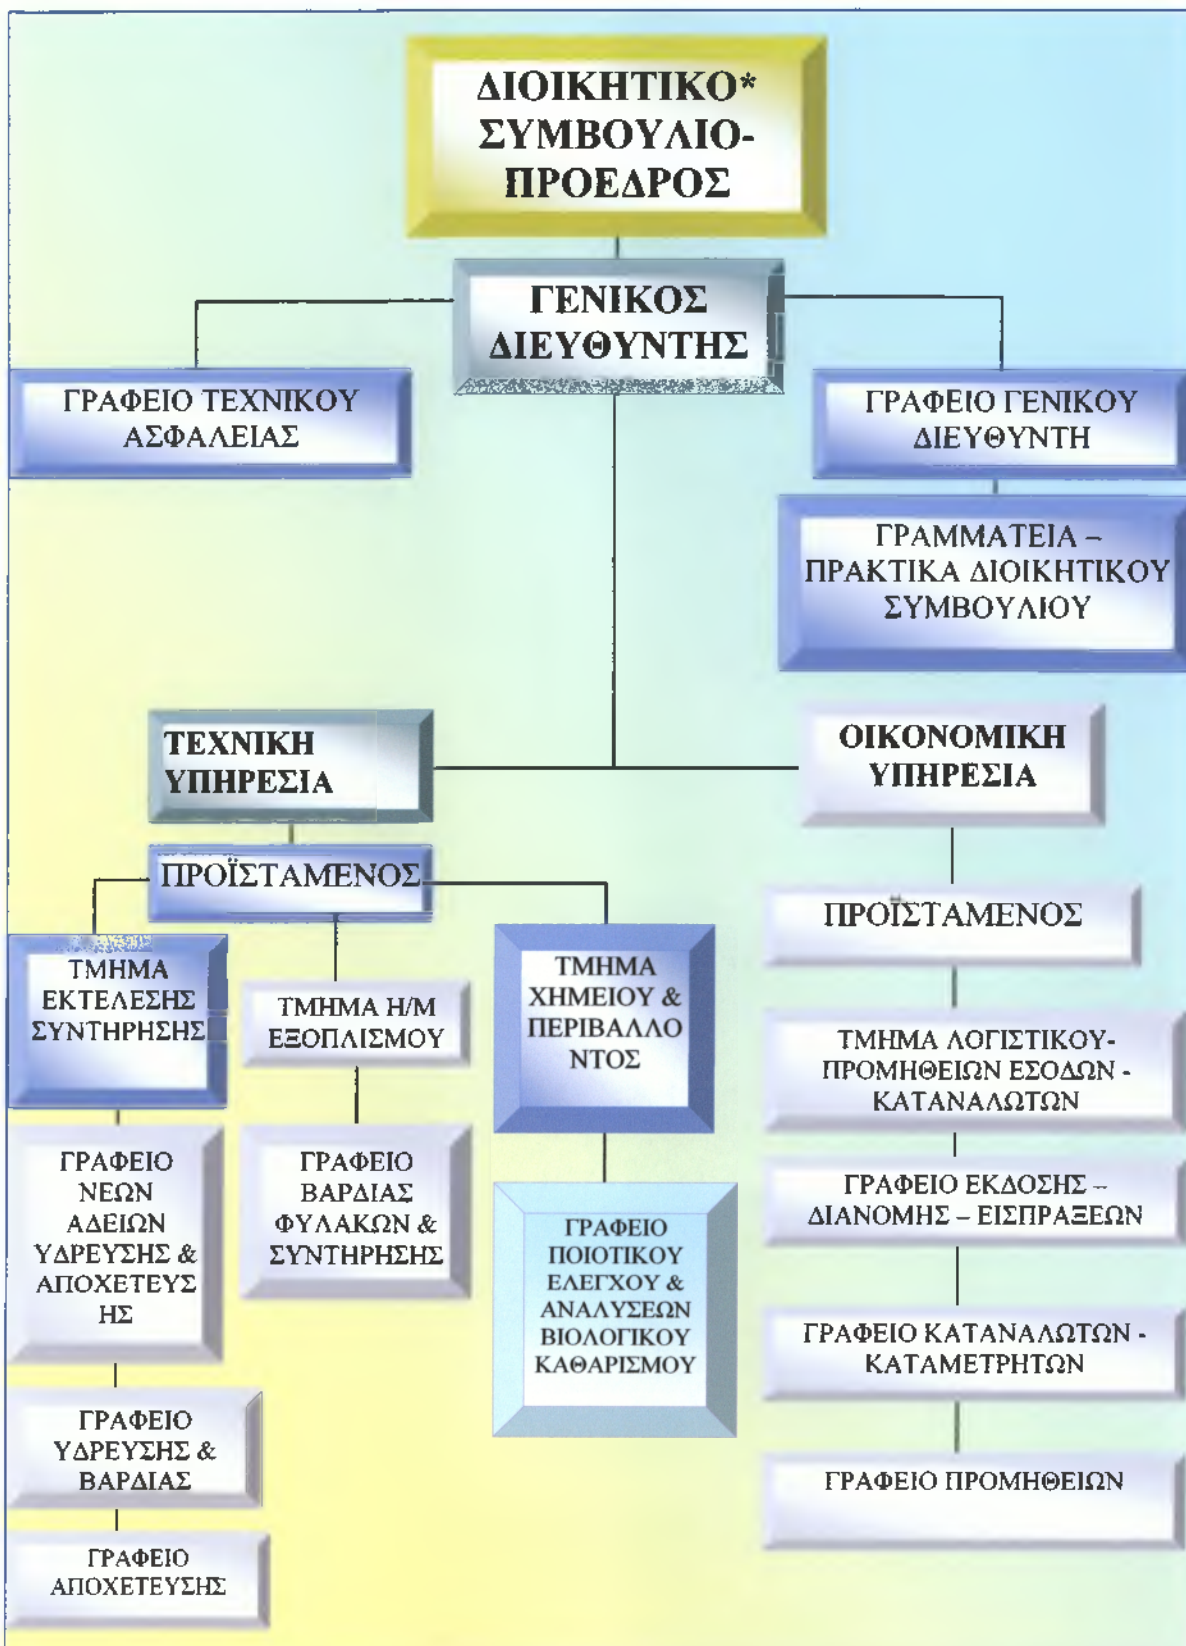 ΔΙΟΙΚΗΤΙΚΟ*
ΣΥΜΒΟΥΛΙΟ-
ΠΡΟΕΔΡΟΣ
ΓΕΝΙΚΟΣ
ΔΙΕΥΘΥΝΤΗΣ
ΓΡΑΦΕΙΟ ΤΕΧΝΙΚΟΥ
ΑΣΦΑΛΕΙΑΣ
ΓΡΑΦΕΙΟ ΓΕΝΙΚΟΥ
ΔΙΕΥΘΥΝΤΗ
ΓΡΑΜΜΑΤΕΙΑ –
ΠΡΑΚΤΙΚΑ ΔΙΟΙΚΗΤΙΚΟΥ
ΣΥΜΒΟΥΛΙΟΥ
ΤΕΧΝΙΚΗ
ΥΠΗΡΕΣΙΑ
ΟΙΚΟΝΟΜΙΚΗ
ΥΠΗΡΕΣΙΑ
ΠΡΟΪΣΤΑΜΕΝΟΣ
ΠΡΟΪΣΤΑΜΕΝΟΣ
ΤΜΗΜΑ
ΕΚΤΕΛΕΣΗΣ
ΣΥΝΤΗΡΗΣΗΣ
ΤΜΗΜΑ Η/Μ
ΕΞΟΠΛΙΣΜΟΥ
ΤΜΗΜΑ
ΧΗΜΕΙΟΥ &
ΠΕΡΙΒΑΛΛΟ
ΝΤΟΣ
ΤΜΗΜΑ ΛΟΓΙΣΤΙΚΟΥ-
ΠΡΟΜΗΘΕΙΩΝ ΕΣΟΔΩΝ -
ΚΑΤΑΝΑΛΩΤΩΝ
ΓΡΑΦΕΙΟ
ΝΕΩΝ
ΑΔΕΙΩΝ
ΥΔΡΕΥΣΗΣ &
ΑΠΟΧΕΤΕΥΣ
ΗΣ
ΓΡΑΦΕΙΟ
ΒΑΡΔΙΑΣ
ΦΥΛΑΚΩΝ &
ΣΥΝΤΗΡΗΣΗΣ
ΓΡΑΦΕΙΟ
ΠΟΙΟΤΙΚΟΥ
ΕΛΕΓΧΟΥ &
ΑΝΑΛΥΣΕΩΝ
ΒΙΟΛΟΓΙΚΟΥ
ΚΑΘΑΡΙΣΜΟΥ
ΓΡΑΦΕΙΟ ΕΚΔΟΣΗΣ –
ΔΙΑΝΟΜΗΣ – ΕΙΣΠΡΑΞΕΩΝ
ΓΡΑΦΕΙΟ ΚΑΤΑΝΑΛΩΤΩΝ -
ΚΑΤΑΜΕΤΡΗΤΩΝ
ΓΡΑΦΕΙΟ
ΥΔΡΕΥΣΗΣ &
ΒΑΡΔΙΑΣ
ΓΡΑΦΕΙΟ ΠΡΟΜΗΘΕΙΩΝ
ΓΡΑΦΕΙΟ
ΑΠΟΧΕΤΕΥΣΗΣ